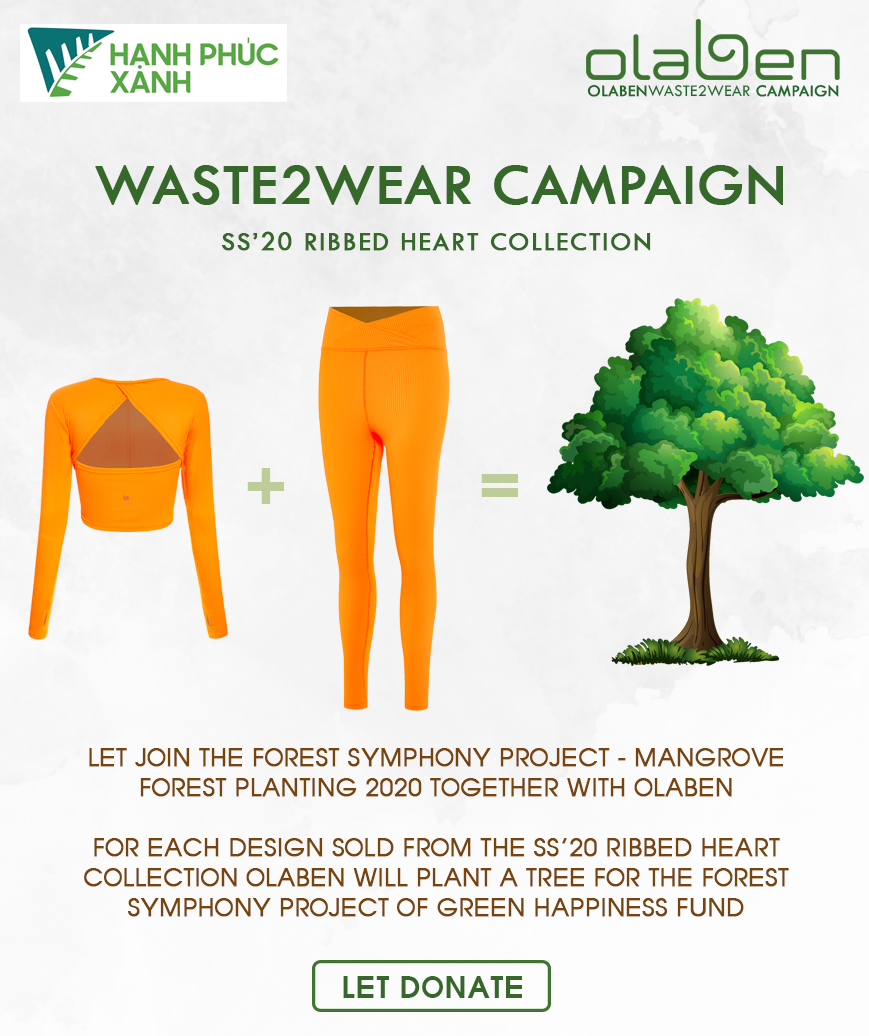 HẠNH PHÚC
XANH
olaben
OLABENWASTE2WEAR CAMPAIGN
WASTE2WEAR CAMPAIGN
SS'20 RIBBED HEART COLLECTION
+
=
LET JOIN THE FOREST SYMPHONY PROJECT - MANGROVE
FOREST PLANTING 2020 TOGETHER WITH OLABEN
FOR EACH DESIGN SOLD FROM THE SS'20 RIBBED HEART
COLLECTION OLABEN WILL PLANT A TREE FOR THE FOREST
SYMPHONY PROJECT OF GREEN HAPPINESS FUND
LET DONATE